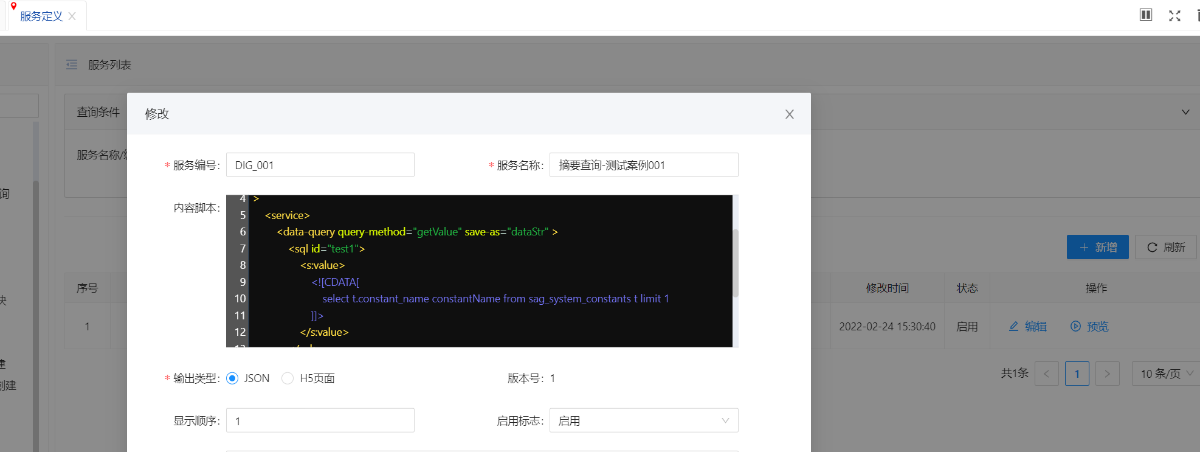 服务定义
服务列表
查询条件
服务名称/
修改
* 服务编号： DIG_001
* 服务名称： 摘要查询-测试案例001
内容脚本：
4 >
5 <service>
6 <data-query query-method="getValue" save-as="dataStr" >
7 <sql id="test1">
8 <s:value>
9 <![CDATA[
10 select t.constant_name constantName from sag_system_constants t limit 1
11 ]]>
12 </s:value>
* 输出类型： JSON H5页面
版本号： 1
显示顺序： 1
启用标志： 启用
询
块
建
创建
+ 新增 刷新
序号 修改时间 状态 操作
1 2022-02-24 15:30:40 启用 编辑 预览
共1条 < 1 > 10 条/页